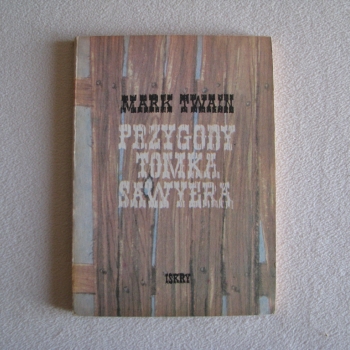 MARK TWAIN
PRZYGODY
TOMKA
SAWYERA
ISKRY